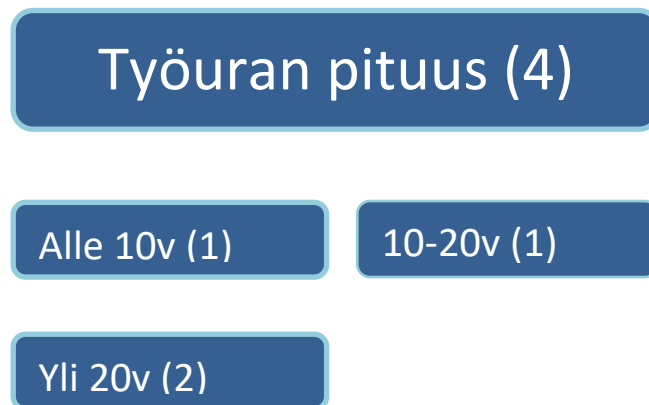 Työuran pituus (4)
Alle 10v (1)
10-20v (1)
Yli 20v (2)